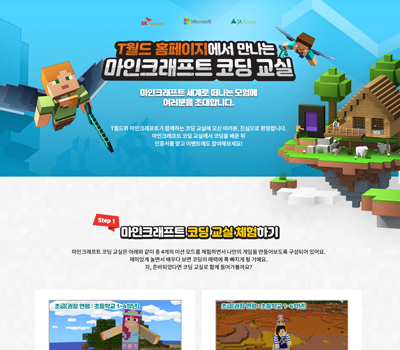 SK telecom
Microsoft
JA Korea
T월드 홈페이지에서 만나는
마인크래프트 코딩 교실
마인크래프트 세계로 떠나는 모험에
여러분을 초대합니다.
T월드와 마인크래프트가 함께하는 코딩 교실에 오신 여러분, 진심으로 환영합니다.
마인크래프트 코딩 교실에서 코딩을 배운 뒤
인증서를 받고 이벤트에도 참여해보세요!
Step 1
마인크래프트 코딩 교실 체험하기
마인크래프트 코딩 교실은 아래와 같이 총 4개의 미션 모드를 체험하면서 나만의 게임을 만들어보도록 구성되어 있어요.
재미있게 놀면서 배우다 보면 코딩의 매력에 푹 빠지게 될 거예요.
자, 준비되었다면 코딩 교실로 함께 들어가볼까요?
초급(권장 연령 : 초등학교 1~4학년)
초급(권장 연령 : 초등학교 1~4학년)